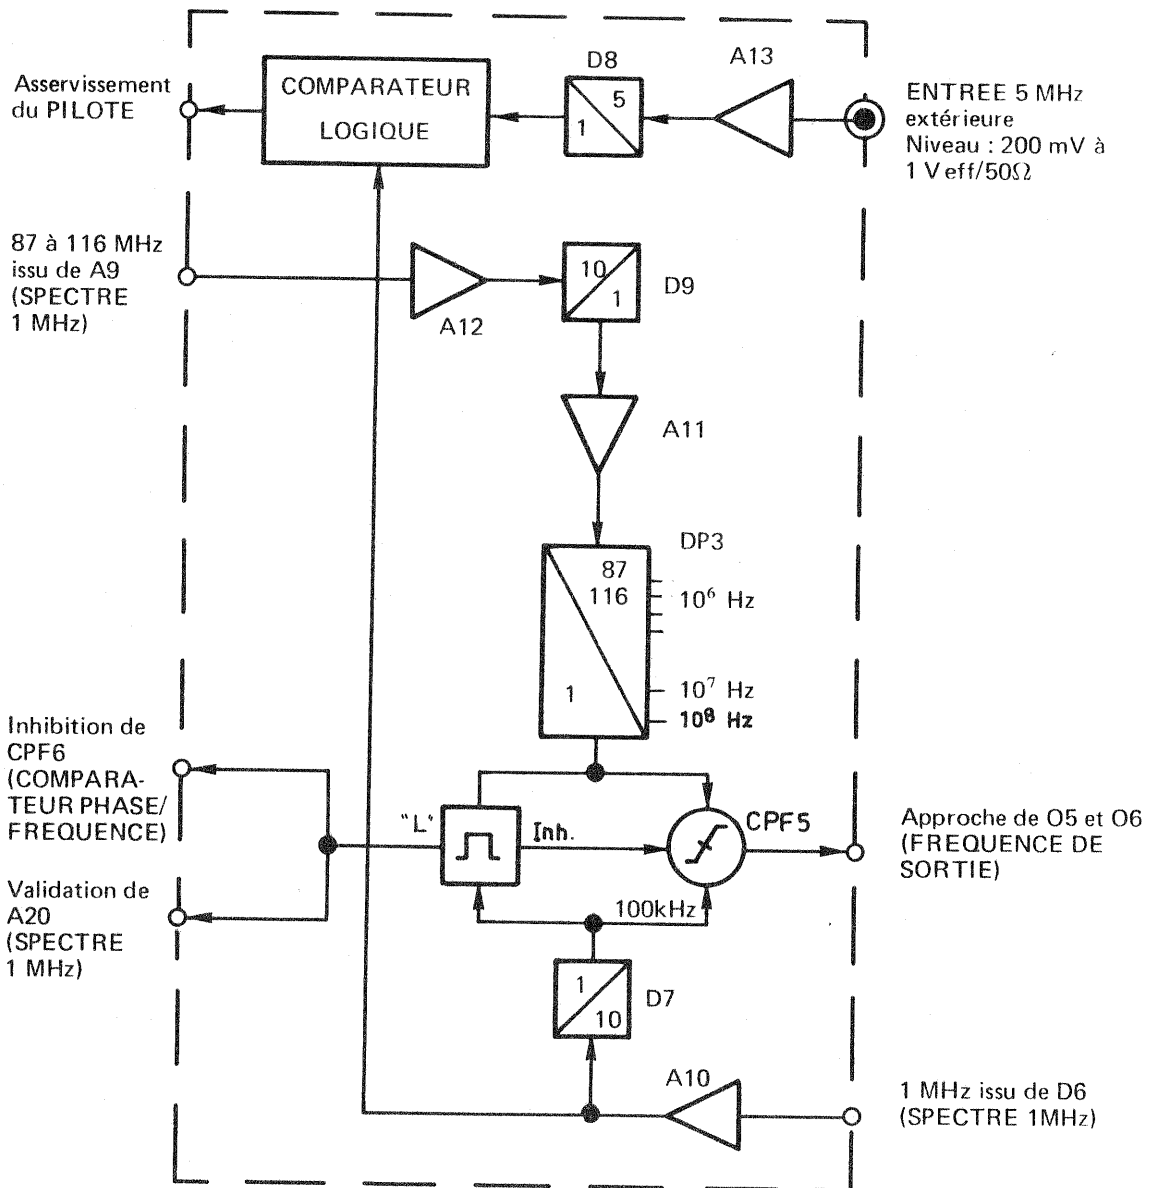 Asservissement
du PILOTE
COMPARATEUR
LOGIQUE
D8
5
1
A13
ENTREE 5 MHz
extérieure
Niveau : 200 mV à
1 V eff/50Ω
87 à 116 MHz
issu de A9
(SPECTRE
1 MHz)
A12
10
1
D9
A11
DP3
87
116
1
10⁶ Hz
10⁷ Hz
10⁸ Hz
Inhibition de
CPF6
(COMPARA-
TEUR PHASE/
FREQUENCE)
"L"
Inh.
CPF5
Approche de O5 et O6
(FREQUENCE DE
SORTIE)
Validation de
A20
(SPECTRE
1 MHz)
100kHz
1
10
D7
A10
1 MHz issu de D6
(SPECTRE 1MHz)